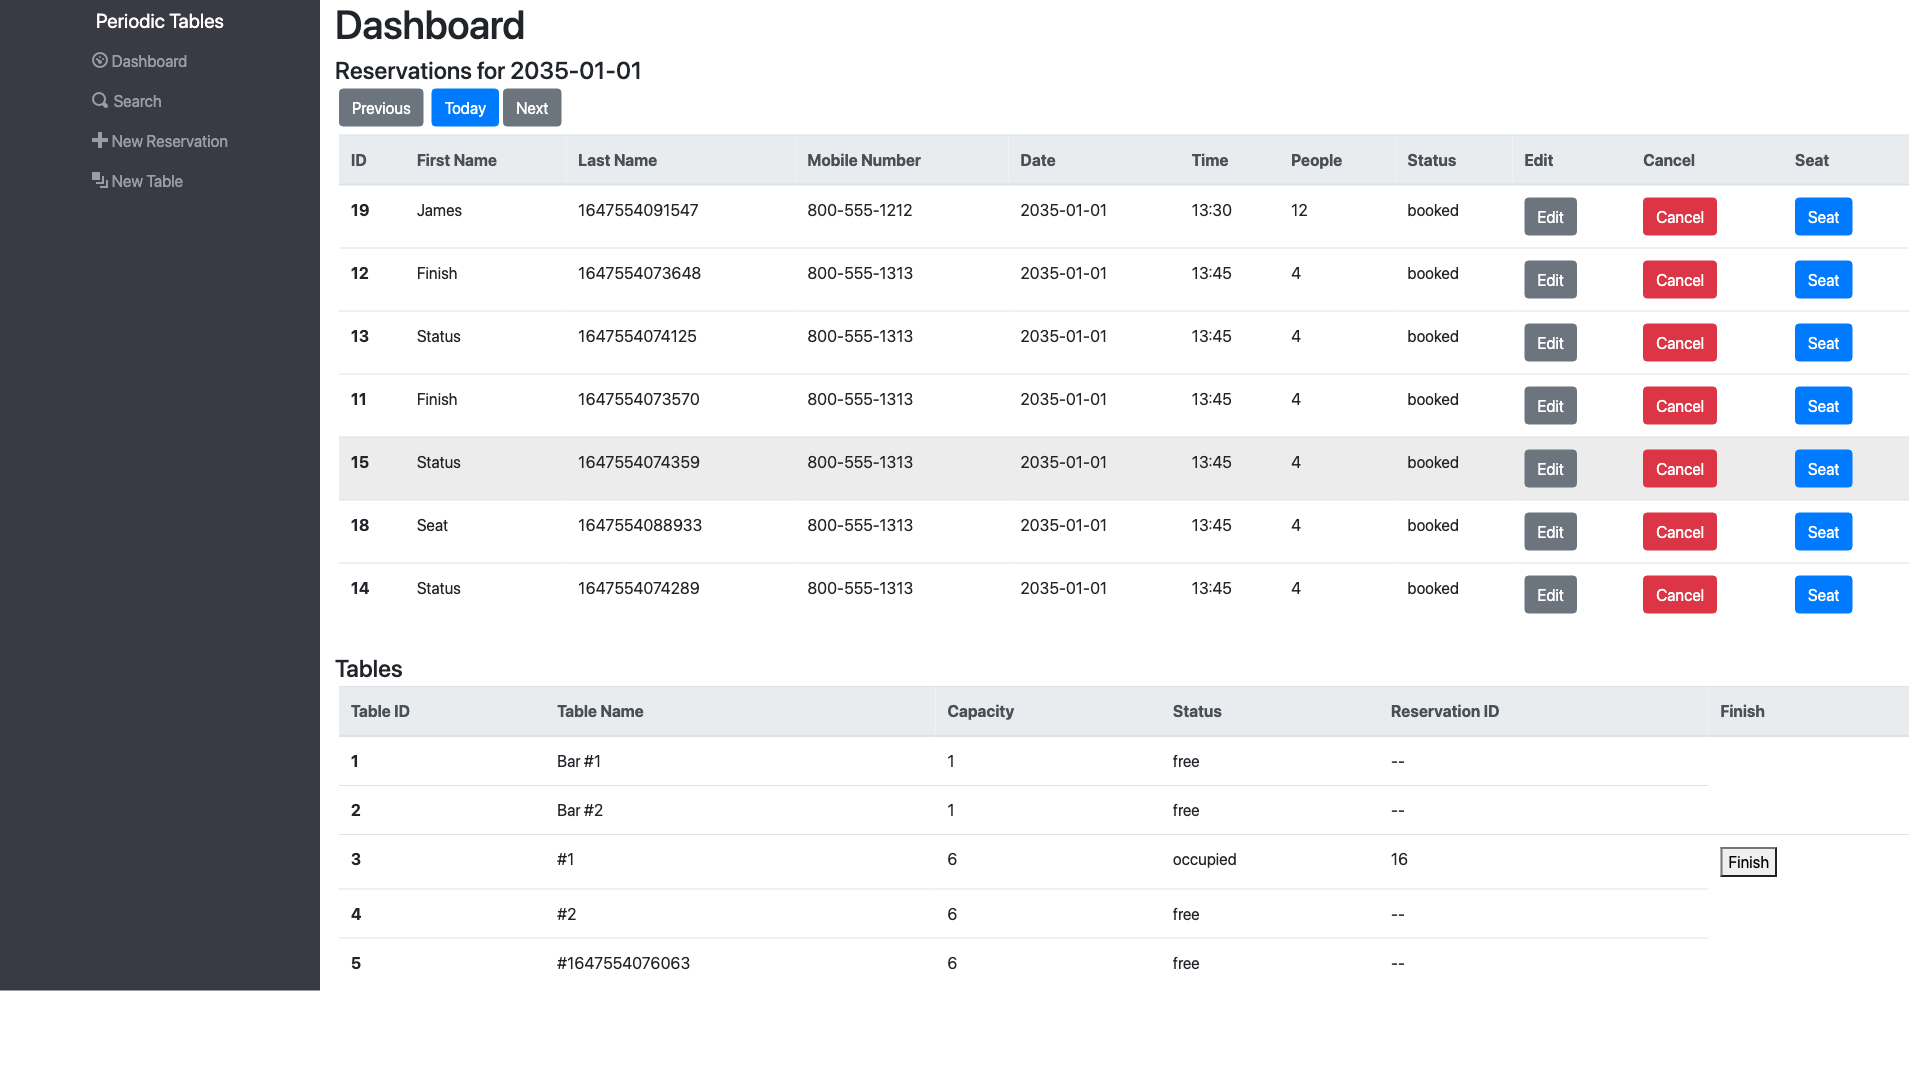 Periodic Tables
Dashboard
Search
New Reservation
New Table
Dashboard
Reservations for 2035-01-01
Previous Today Next
ID First Name Last Name Mobile Number Date Time People Status Edit Cancel Seat
19 James 1647554091547 800-555-1212 2035-01-01 13:30 12 booked Edit Cancel Seat
12 Finish 1647554073648 800-555-1313 2035-01-01 13:45 4 booked Edit Cancel Seat
13 Status 1647554074125 800-555-1313 2035-01-01 13:45 4 booked Edit Cancel Seat
11 Finish 1647554073570 800-555-1313 2035-01-01 13:45 4 booked Edit Cancel Seat
15 Status 1647554074359 800-555-1313 2035-01-01 13:45 4 booked Edit Cancel Seat
18 Seat 1647554088933 800-555-1313 2035-01-01 13:45 4 booked Edit Cancel Seat
14 Status 1647554074289 800-555-1313 2035-01-01 13:45 4 booked Edit Cancel Seat
Tables
Table ID Table Name Capacity Status Reservation ID Finish
1 Bar #1 1 free --
2 Bar #2 1 free --
3 #1 6 occupied 16 Finish
4 #2 6 free --
5 #1647554076063 6 free --